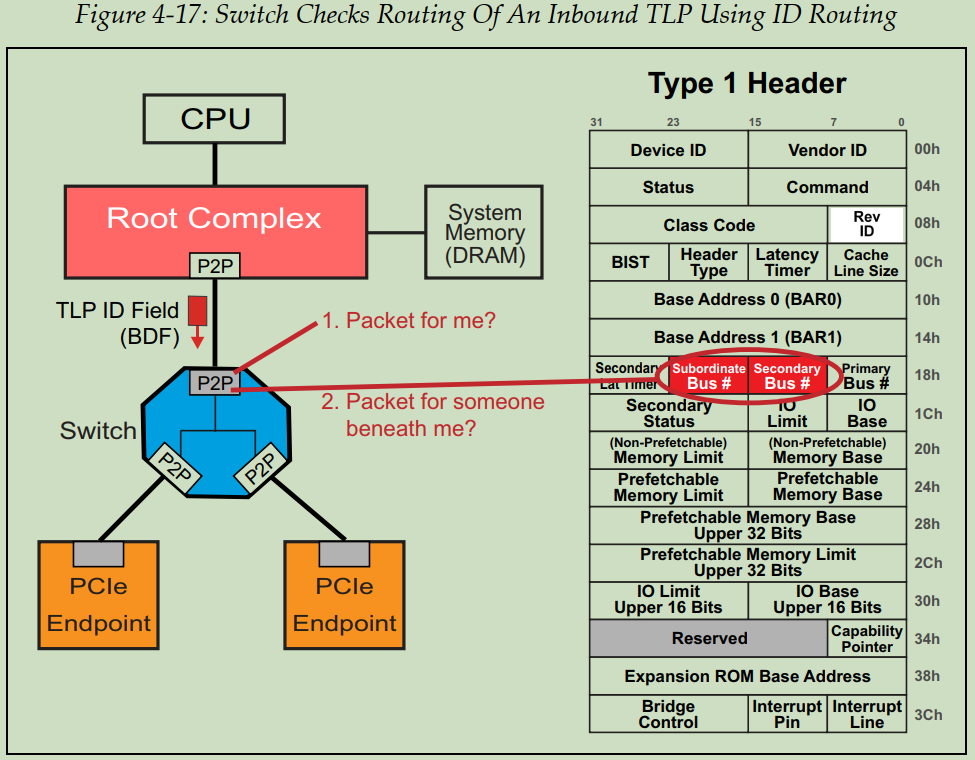 Figure 4-17: Switch Checks Routing Of An Inbound TLP Using ID Routing
CPU
Root Complex
P2P
System
Memory
(DRAM)
TLP ID Field
(BDF)
1. Packet for me?
P2P
2. Packet for someone
beneath me?
Switch
P2P
P2P
PCIe
Endpoint
PCIe
Endpoint
Type 1 Header
31 23 15 7 0
Device ID Vendor ID 00h
Status Command 04h
Class Code Rev
ID 08h
BIST Header
Type Latency
Timer Cache
Line Size 0Ch
Base Address 0 (BAR0) 10h
Base Address 1 (BAR1) 14h
Secondary
Lat Timer Subordinate
Bus # Secondary
Bus # Primary
Bus # 18h
Secondary
Status IO
Limit IO
Base 1Ch
(Non-Prefetchable)
Memory Limit (Non-Prefetchable)
Memory Base 20h
Prefetchable
Memory Limit Prefetchable
Memory Base 24h
Prefetchable Memory Base
Upper 32 Bits 28h
Prefetchable Memory Limit
Upper 32 Bits 2Ch
IO Limit
Upper 16 Bits IO Base
Upper 16 Bits 30h
Reserved Capability
Pointer 34h
Expansion ROM Base Address 38h
Bridge
Control Interrupt
Pin Interrupt
Line 3Ch